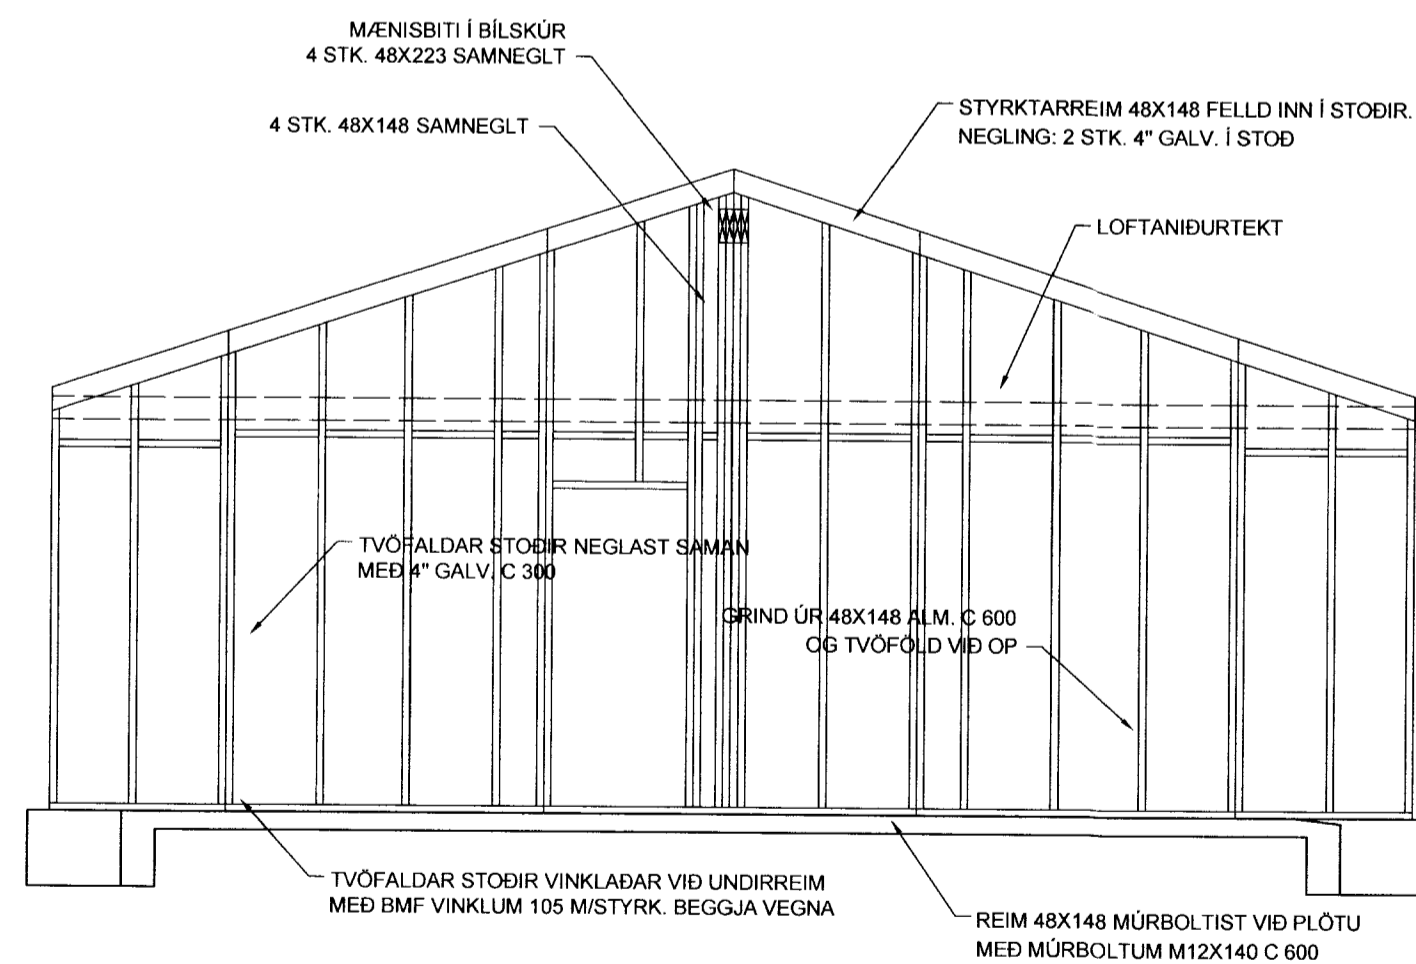 MÆNISBITI Í BÍLSKÚR
4 STK. 48X223 SAMNEGLT
4 STK. 48X148 SAMNEGLT
STYRKTARREIM 48X148 FELLD INN Í STOÐIR.
NEGLING: 2 STK. 4" GALV. Í STOÐ
LOFTANIÐURTEKT
TVÖFALDAR STOÐIR NEGLAST SAMAN
MEÐ 4" GALV. C 300
GRIND ÚR 48X148 ALM. C 600
OG TVÖFÖLD VIÐ OP
TVÖFALDAR STOÐIR VINKLAÐAR VIÐ UNDIRREIM
MEÐ BMF VINKLUM 105 M/STYRK. BEGGJA VEGNA
REIM 48X148 MÚRBOLTIST VIÐ PLÖTU
MEÐ MÚRBOLTUM M12X140 C 600